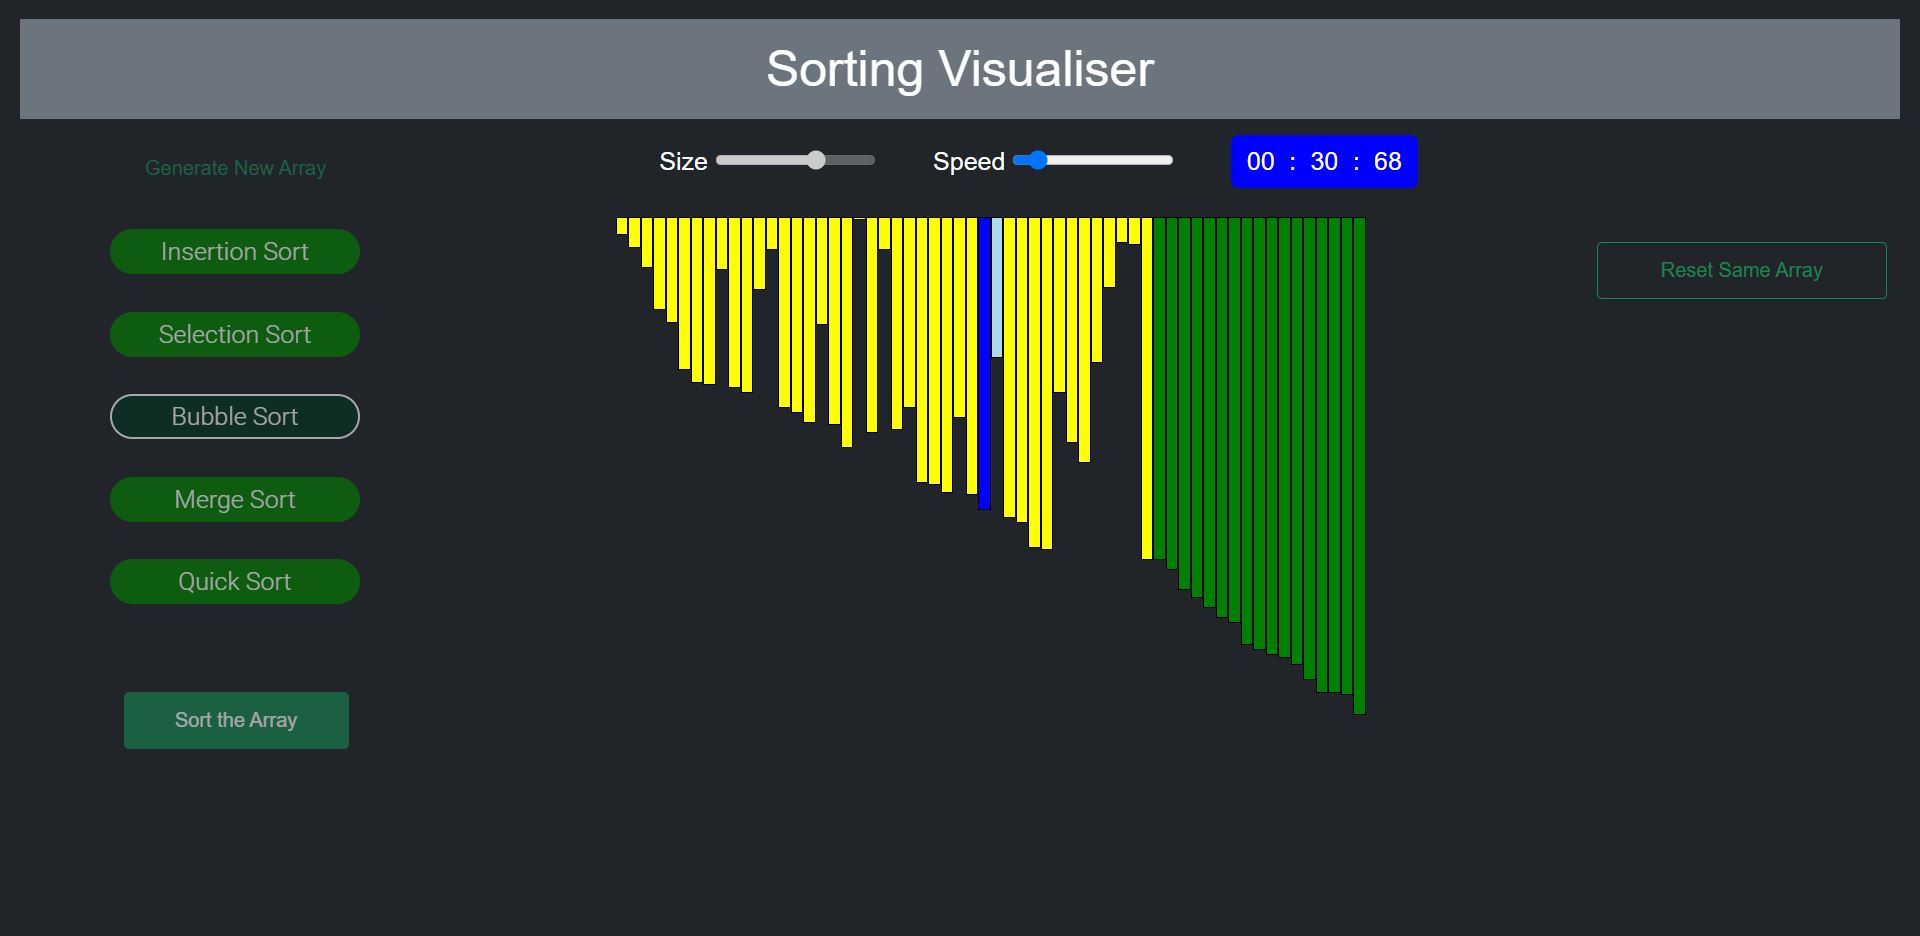 Sorting Visualiser
Generate New Array
Size
Speed
00 : 30 : 68
Insertion Sort
Selection Sort
Bubble Sort
Merge Sort
Quick Sort
Sort the Array
Reset Same Array